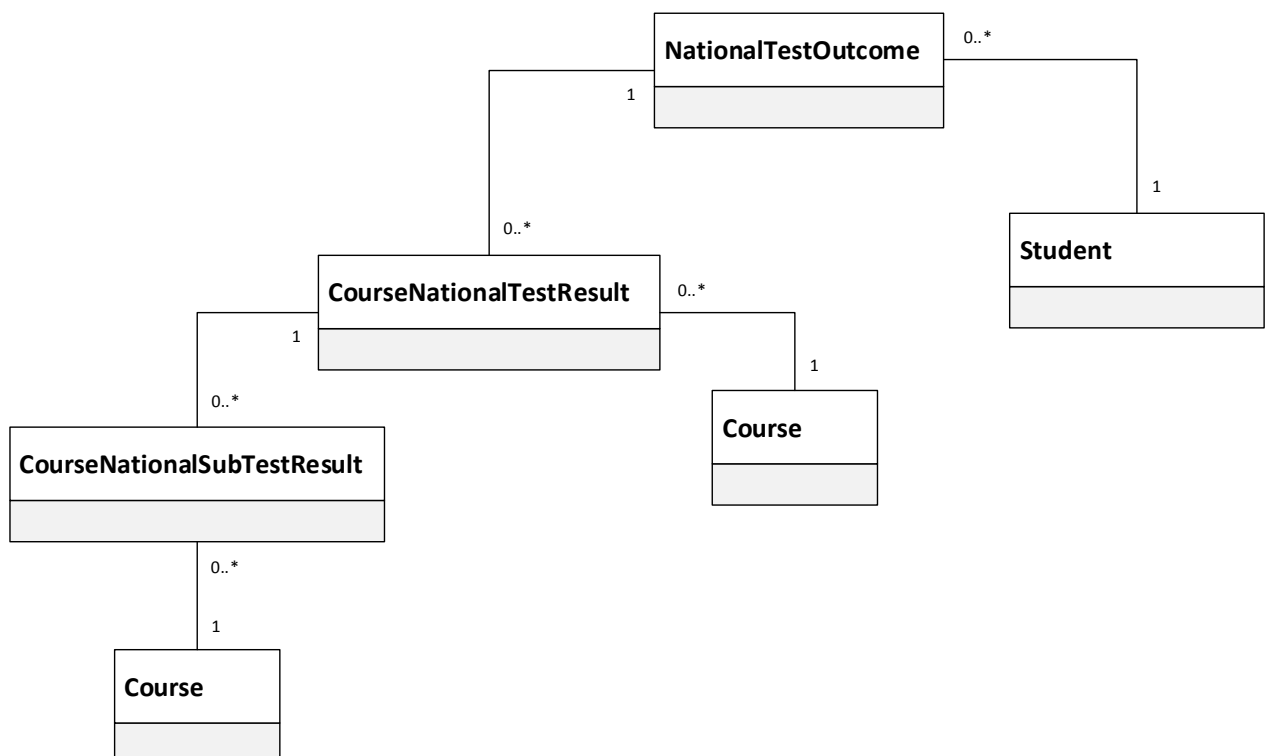 NationalTestOutcome
0..*
1
1
Student
0..*
CourseNationalTestResult
0..*
1
1
0..*
Course
CourseNationalSubTestResult
0..*
1
Course